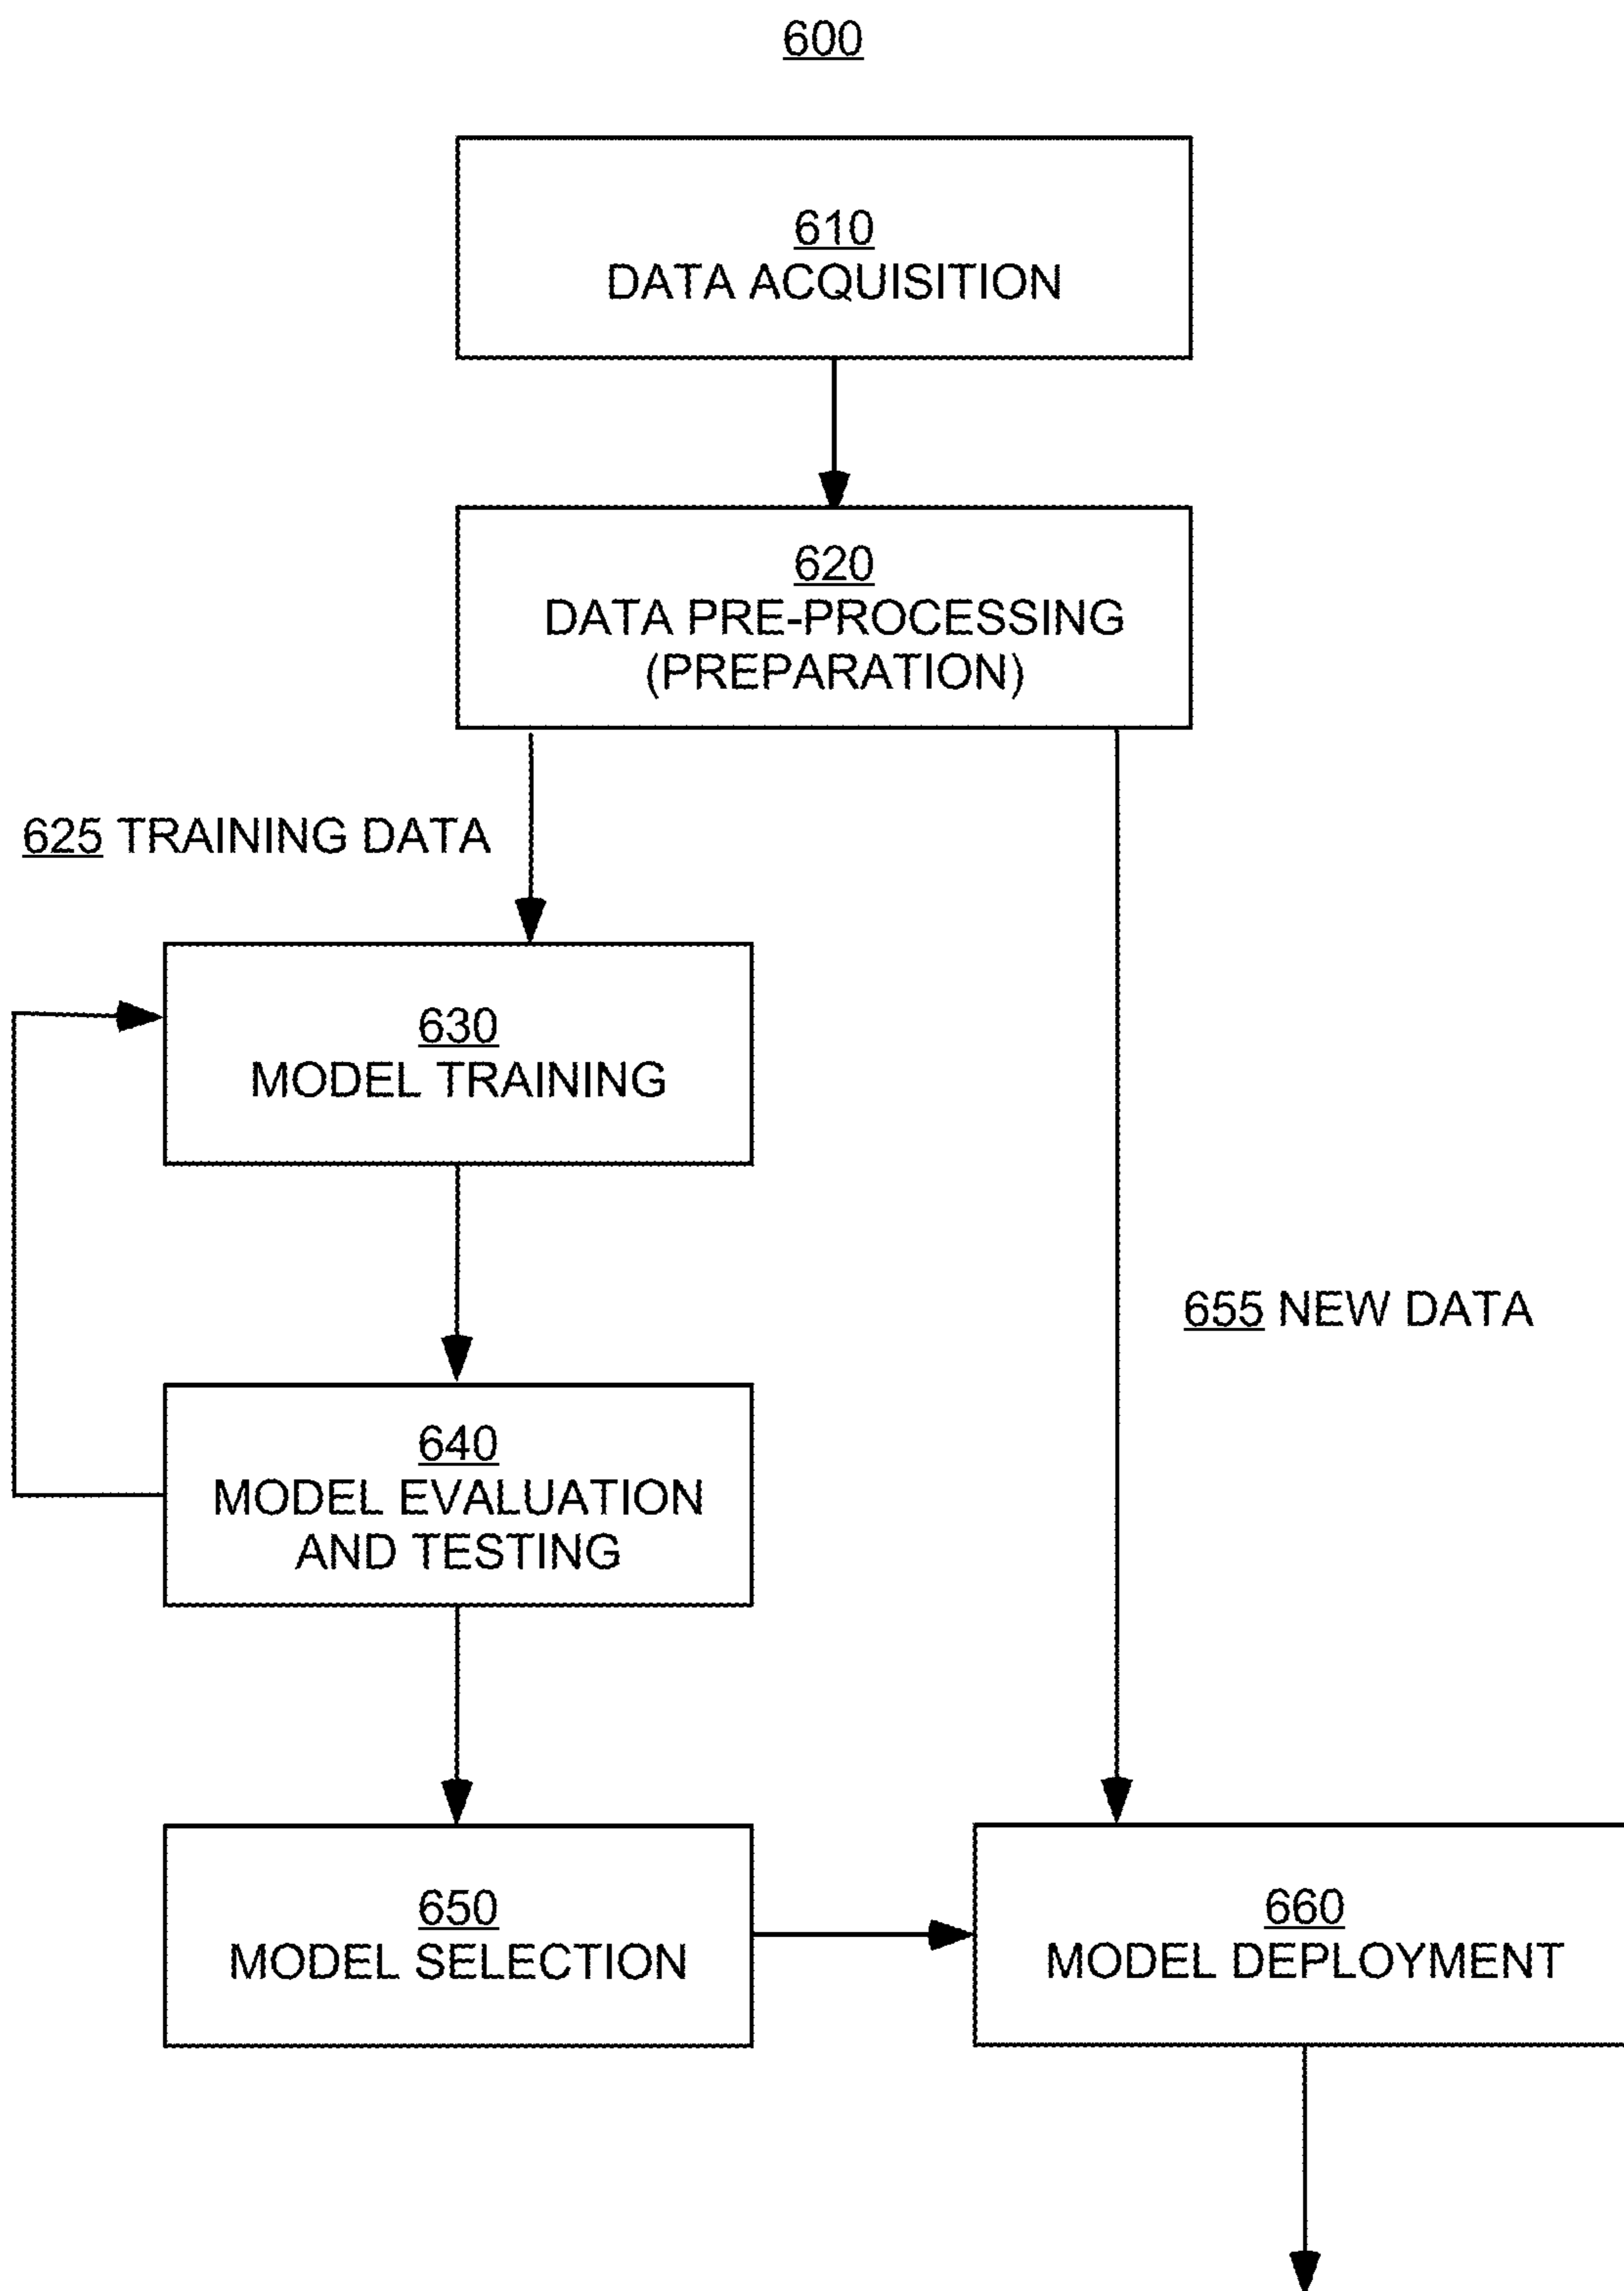 600
610
DATA ACQUISITION
620
DATA PRE-PROCESSING
(PREPARATION)
625 TRAINING DATA
630
MODEL TRAINING
655 NEW DATA
640
MODEL EVALUATION
AND TESTING
650
MODEL SELECTION
660
MODEL DEPLOYMENT